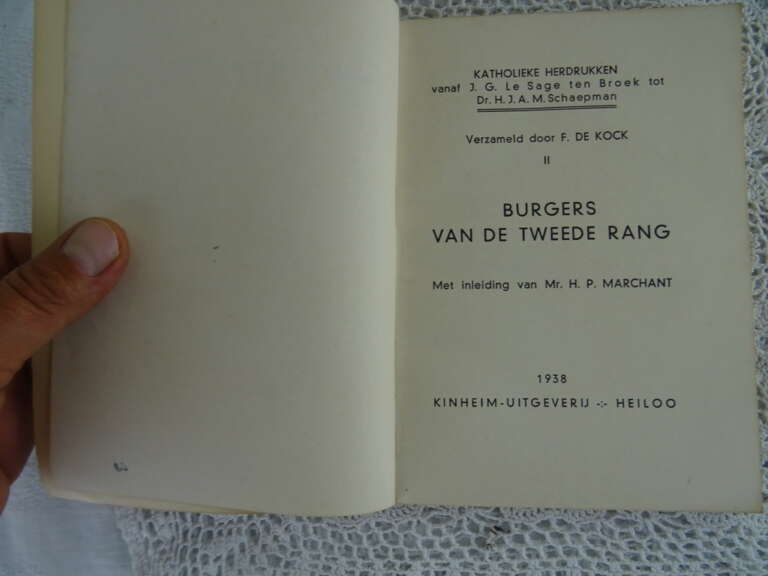 KATHOLIEKE HERDRUKKEN
vanaf J. G. Le Sage ten Broek tot
Dr. H. J. A. M. Schaepman
Verzameld door F. DE KOCK
II
BURGERS
VAN DE TWEEDE RANG
Met inleiding van Mr. H. P. MARCHANT
1938
KINHEIM-UITGEVERIJ -:- HEILOO